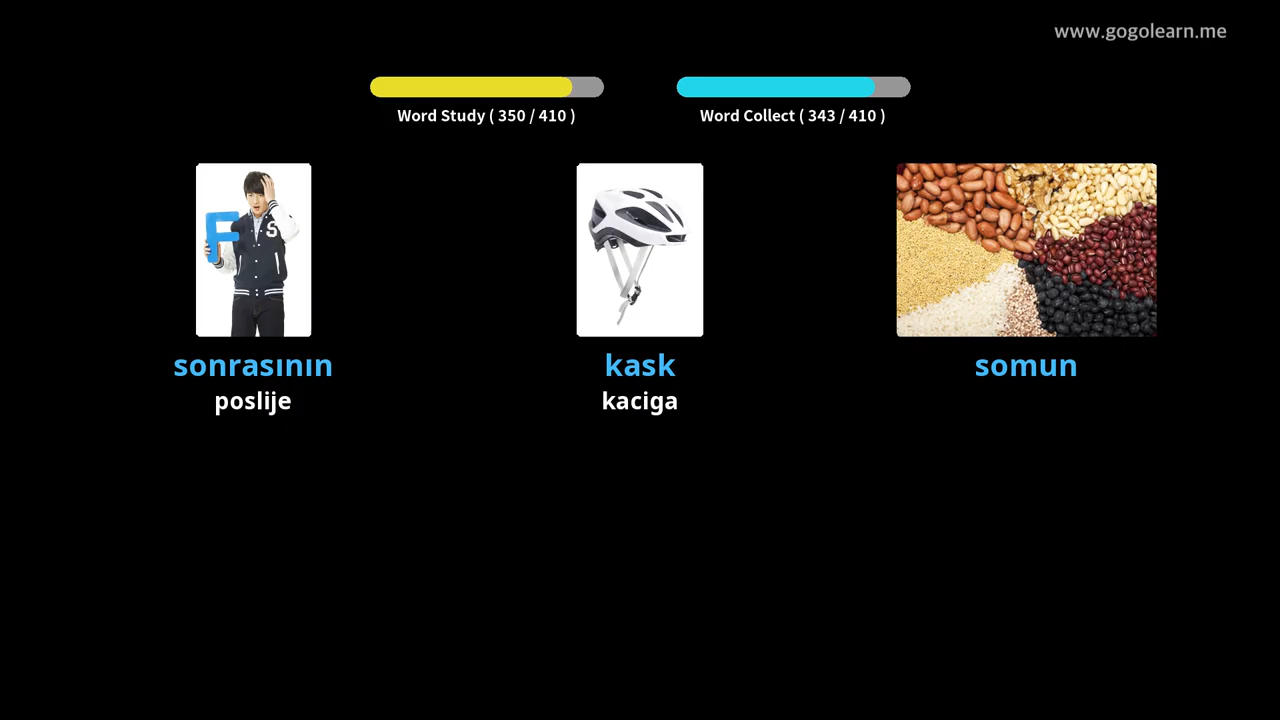 www.gogolearn.me
Word Study ( 350 / 410 )
Word Collect ( 343 / 410 )
F
S
sonrasının
kask
somun
poslije
kaciga